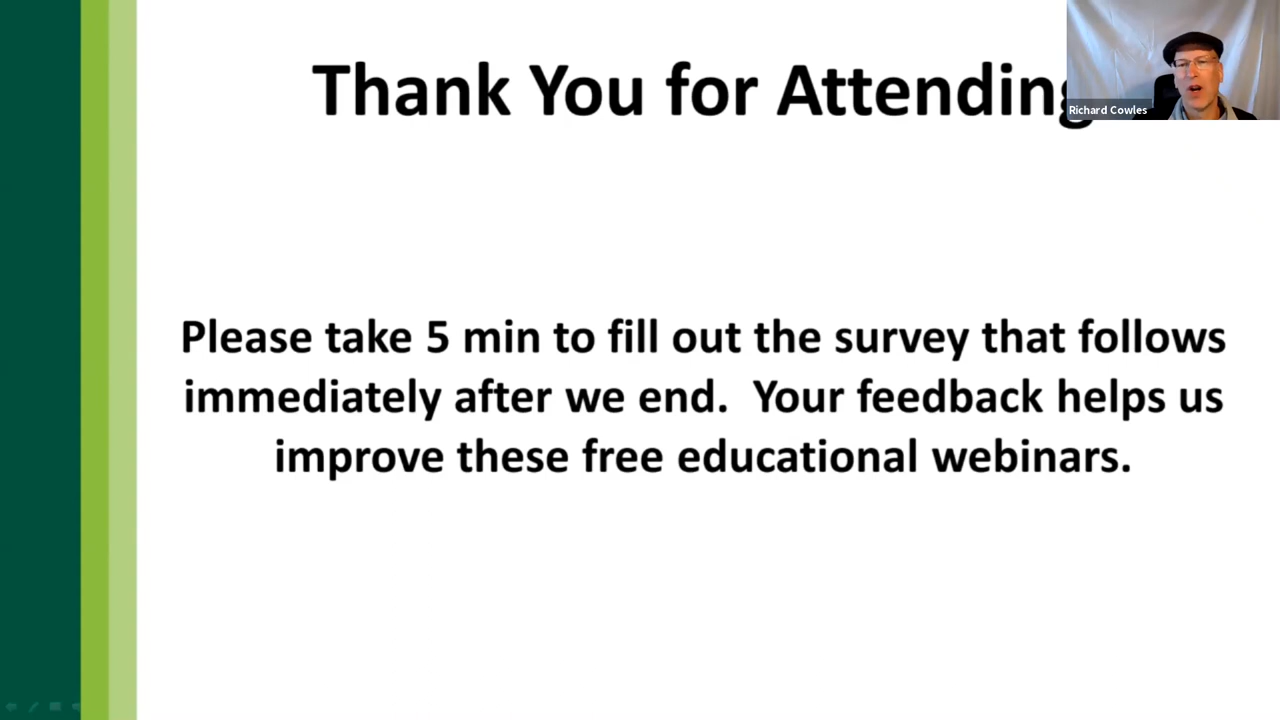 Thank You for Attending
Richard Cowles
Please take 5 min to fill out the survey that follows
immediately after we end.  Your feedback helps us
improve these free educational webinars.